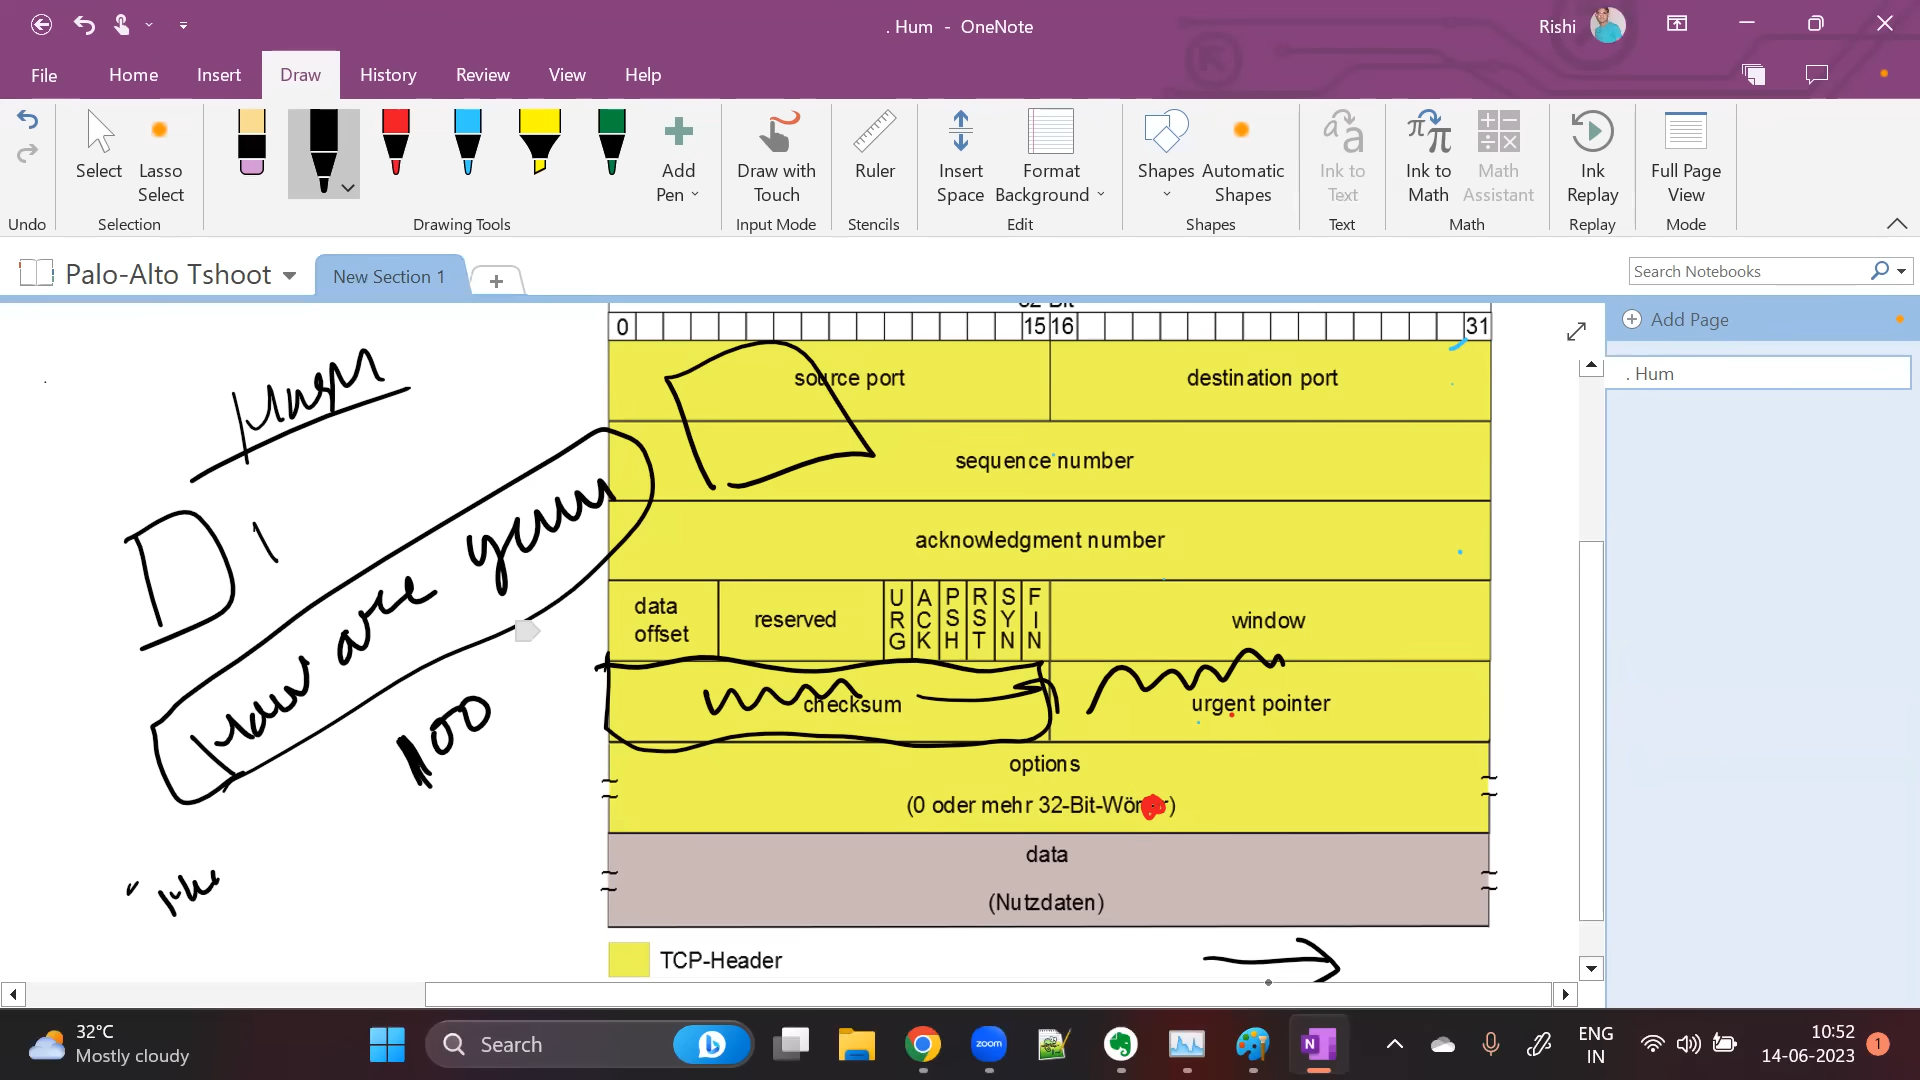 . Hum - OneNote
Rishi
File Home Insert Draw History Review View Help
Select
Lasso Select
Add Pen
Draw with Touch
Ruler
Insert Space
Format Background
Shapes
Automatic Shapes
Ink to Text
Ink to Math
Math Assistant
Ink Replay
Full Page View
Undo Selection Drawing Tools Input Mode Stencils Edit Shapes Text Math Replay Mode
Palo-Alto Tshoot
New Section 1
Search Notebooks
Add Page
. Hum
32-Bit
0 15 16 31
source port destination port
sequence number
acknowledgment number
data offset
reserved
URG ACK PSH RST SYN FIN
window
checksum urgent pointer
options
(0 oder mehr 32-Bit-Wörter)
data
(Nutzdaten)
TCP-Header
D
How are you
100
32°C
Mostly cloudy
Search
zoom
ENG
IN
10:52
14-06-2023
1